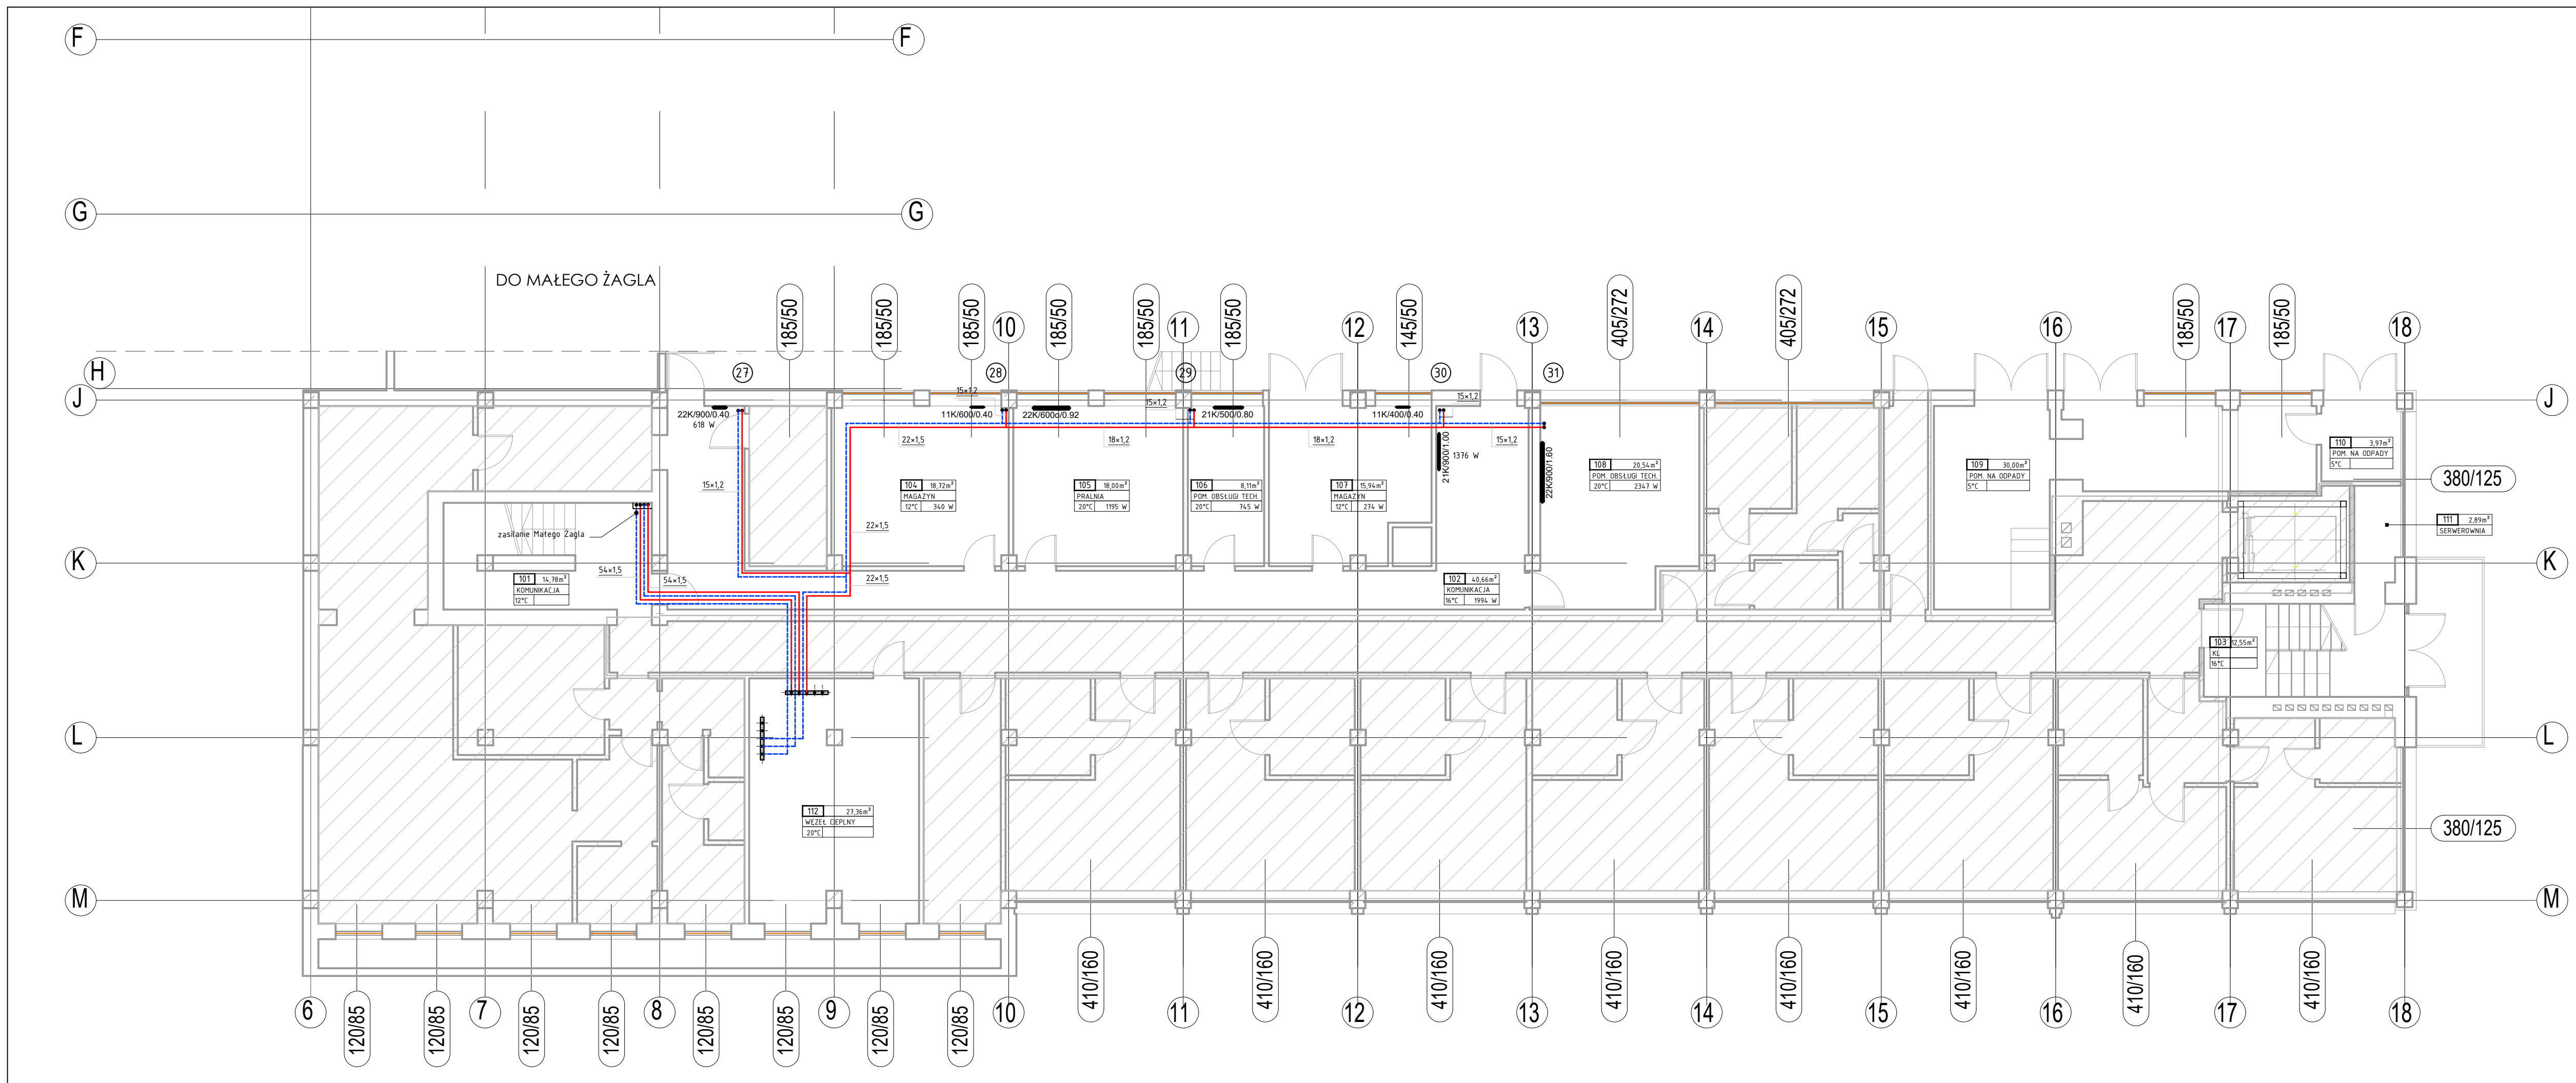 F
F
G
G
DO MAŁEGO ŻAGLA
185/50
185/50
185/50
185/50
185/50
185/50
145/50
405/272
405/272
185/50
185/50
10
11
12
13
14
15
16
17
18
H
27
28
29
30
31
J
J
22K/900/0.40
618 W
15×1,2
11K/600/0.40
22K/600d/0.92
15×1,2
21K/500/0.80
11K/400/0.40
15×1,2
22×1,5
18×1,2
18×1,2
15×1,2
21K/900/1.00
1376 W
22K/900/1.60
110 3,97m²
POM. NA ODPADY
5°C
108 20,54m²
POM. OBSŁUGI TECH.
20°C 2347 W
109 30,00m²
POM. NA ODPADY
5°C
380/125
15×1,2
104 18,72m²
MAGAZYN
12°C 340 W
105 18,00m²
PRALNIA
20°C 1195 W
106 8,11m²
POM. OBSŁUGI TECH.
20°C 745 W
107 15,94m²
MAGAZYN
12°C 274 W
111 2,89m²
SERWEROWNIA
22×1,5
zasilanie Małego Żagla
K
K
54×1,5
54×1,5
22×1,5
101 14,78m²
KOMUNIKACJA
12°C
102 40,66m²
KOMUNIKACJA
16°C 1994 W
103 12,55m²
KL
16°C
L
L
112 27,36m²
WĘZEŁ CIEPLNY
20°C
380/125
M
M
410/160
410/160
410/160
410/160
410/160
410/160
410/160
410/160
6
7
8
9
10
11
12
13
14
15
16
17
18
120/85
120/85
120/85
120/85
120/85
120/85
120/85
120/85